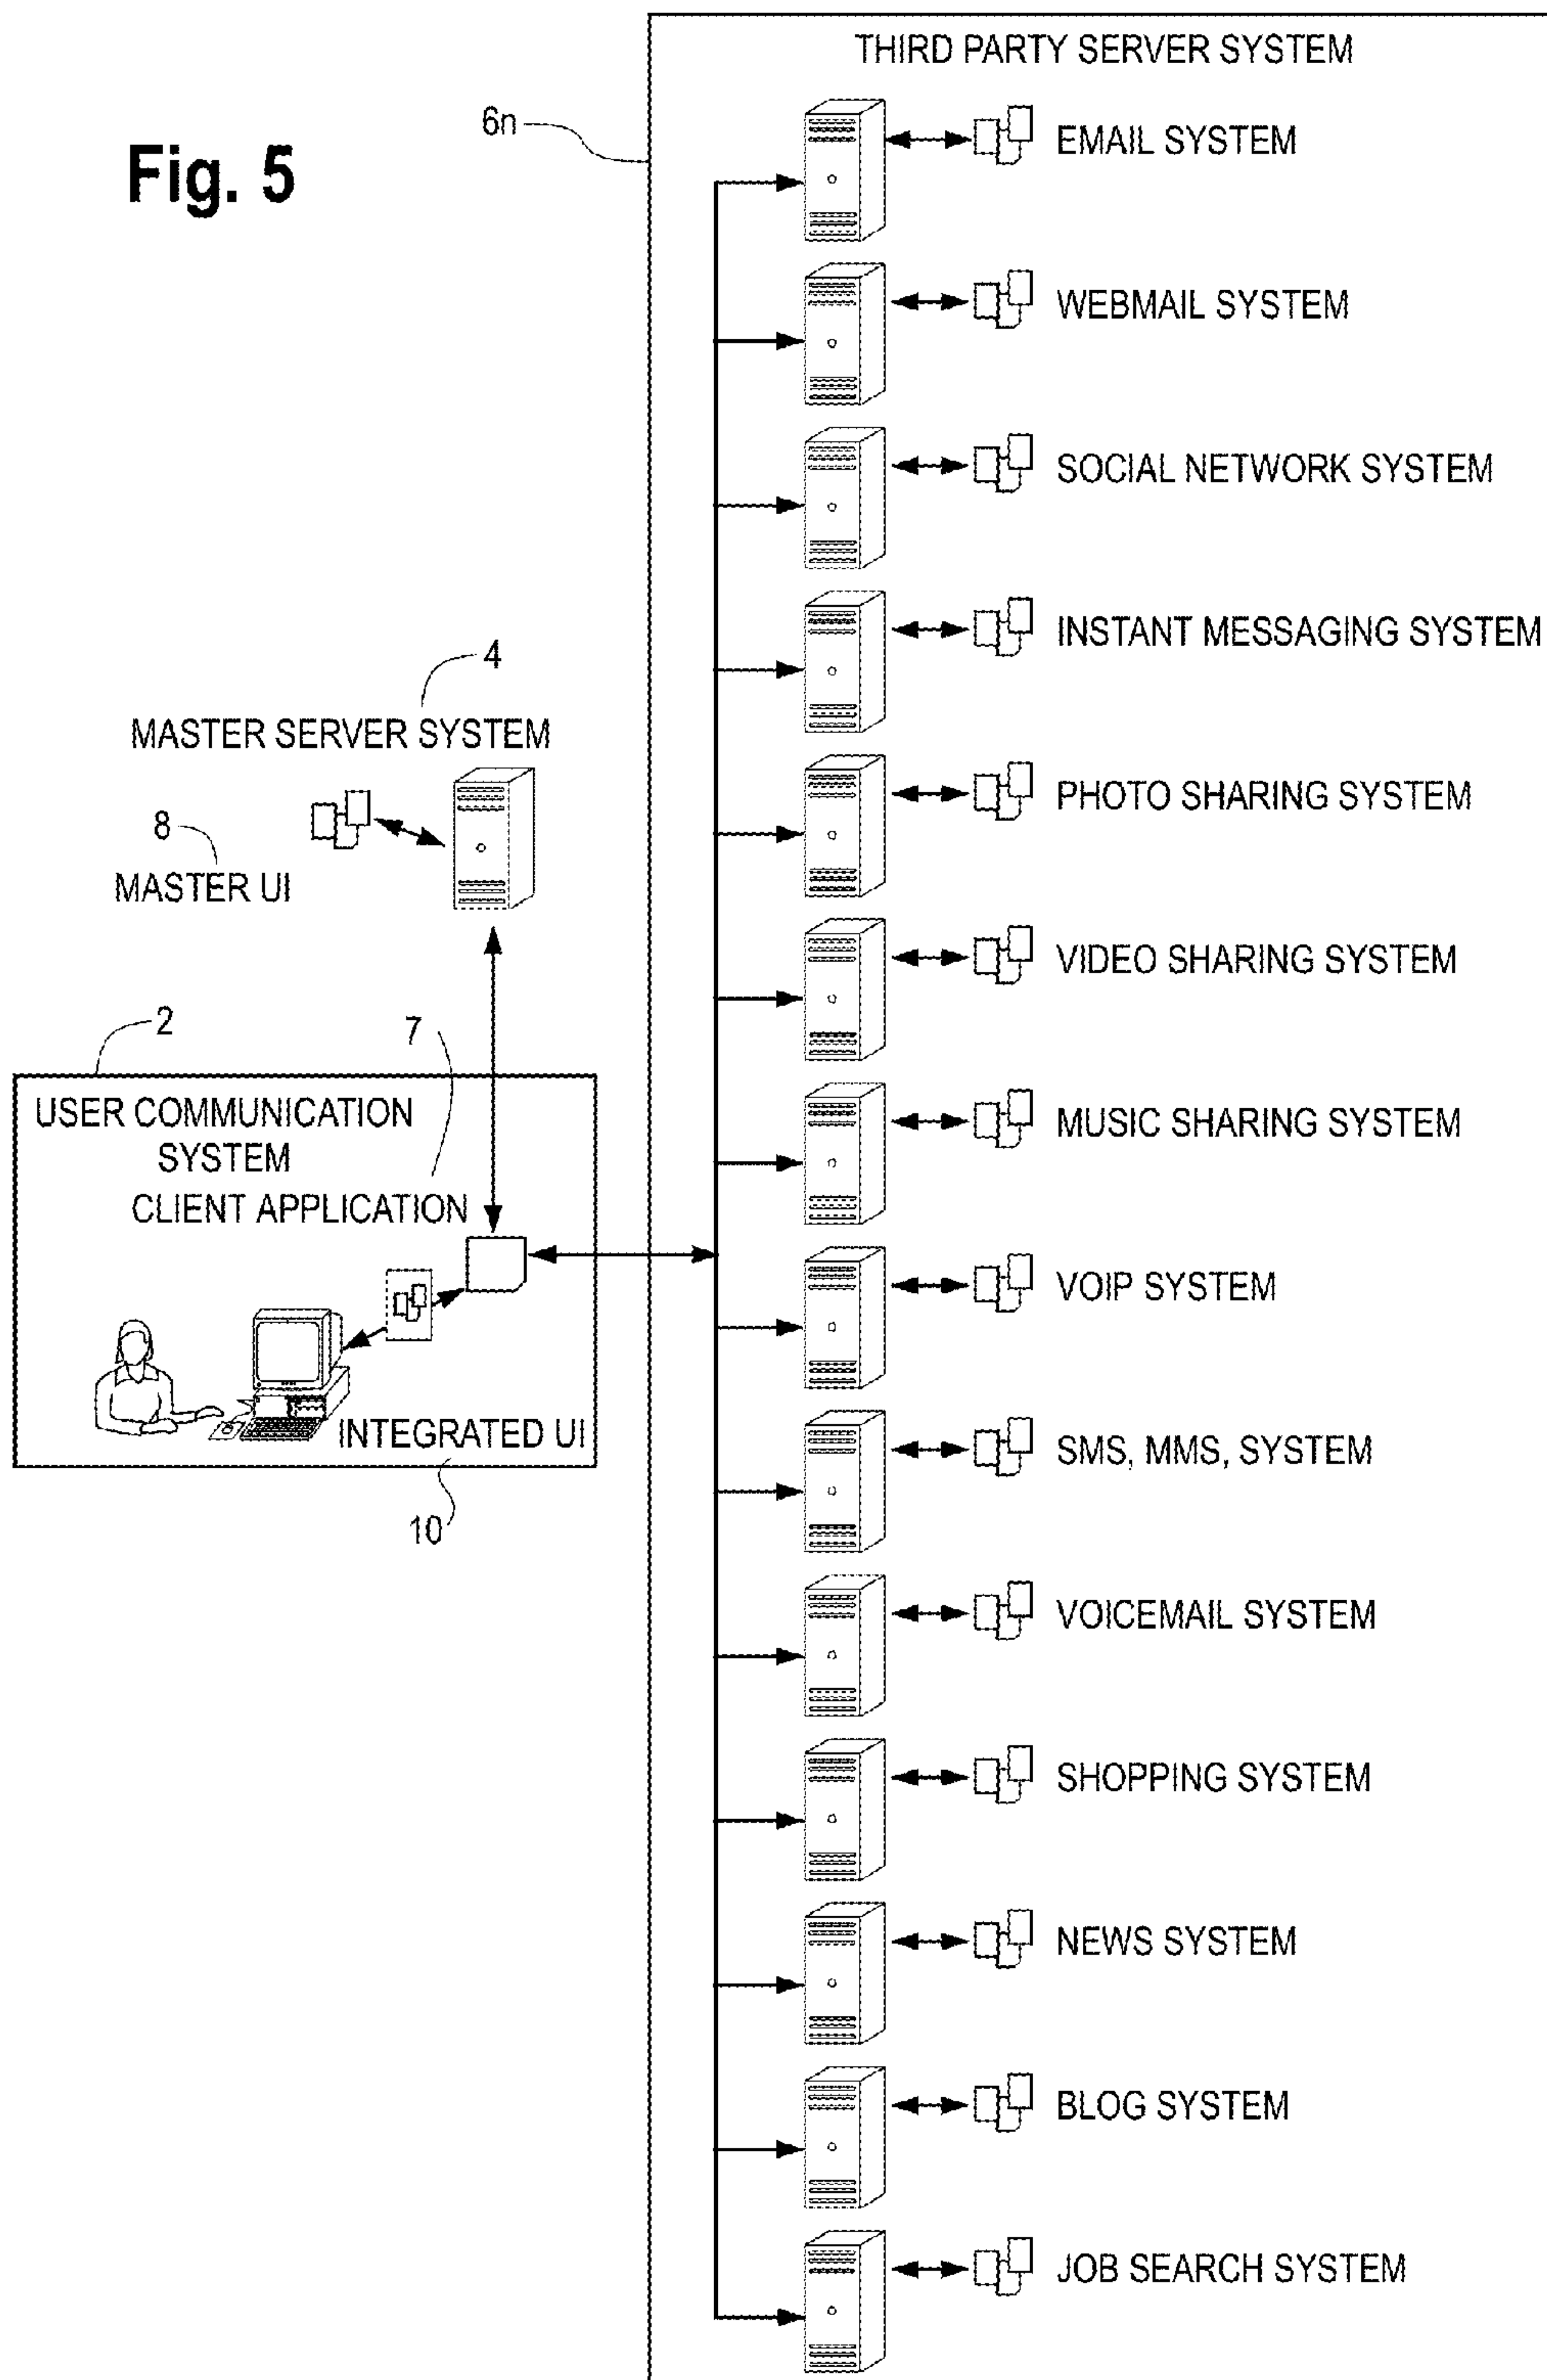 THIRD PARTY SERVER SYSTEM
6n
Fig. 5
EMAIL SYSTEM
WEBMAIL SYSTEM
SOCIAL NETWORK SYSTEM
INSTANT MESSAGING SYSTEM
4
MASTER SERVER SYSTEM
PHOTO SHARING SYSTEM
8
MASTER UI
VIDEO SHARING SYSTEM
2
7
USER COMMUNICATION
SYSTEM
MUSIC SHARING SYSTEM
CLIENT APPLICATION
VOIP SYSTEM
INTEGRATED UI
SMS, MMS, SYSTEM
10
VOICEMAIL SYSTEM
SHOPPING SYSTEM
NEWS SYSTEM
BLOG SYSTEM
JOB SEARCH SYSTEM